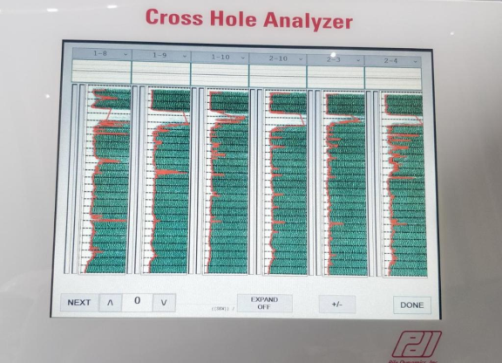 Cross Hole Analyzer
1-8 1-9 1-10 2-10 2-3 2-4
NEXT 0 EXPAND OFF +/- DONE
PDI